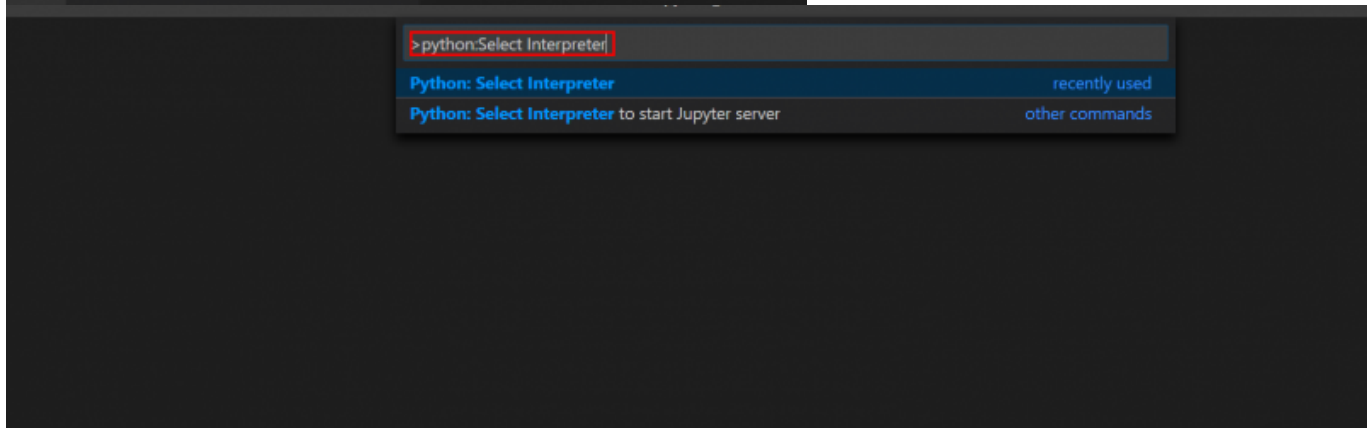 >python:Select Interpreter
Python: Select Interpreter recently used
Python: Select Interpreter to start Jupyter server other commands